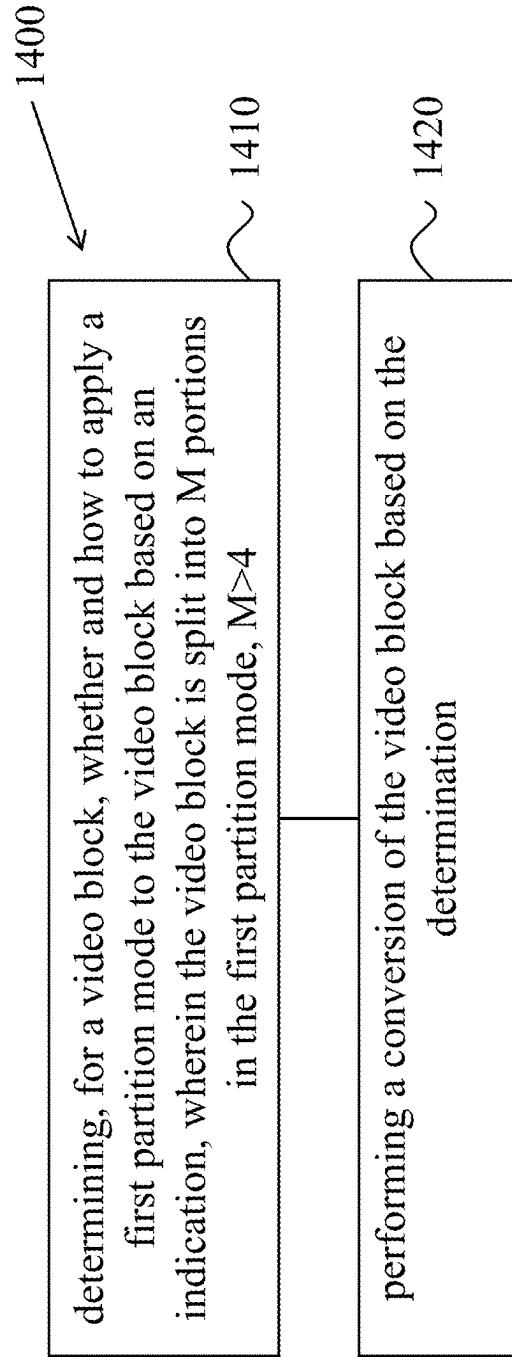 1400
determining, for a video block, whether and how to apply a
first partition mode to the video block based on an
indication, wherein the video block is split into M portions
in the first partition mode, M>4
1410
performing a conversion of the video block based on the
determination
1420